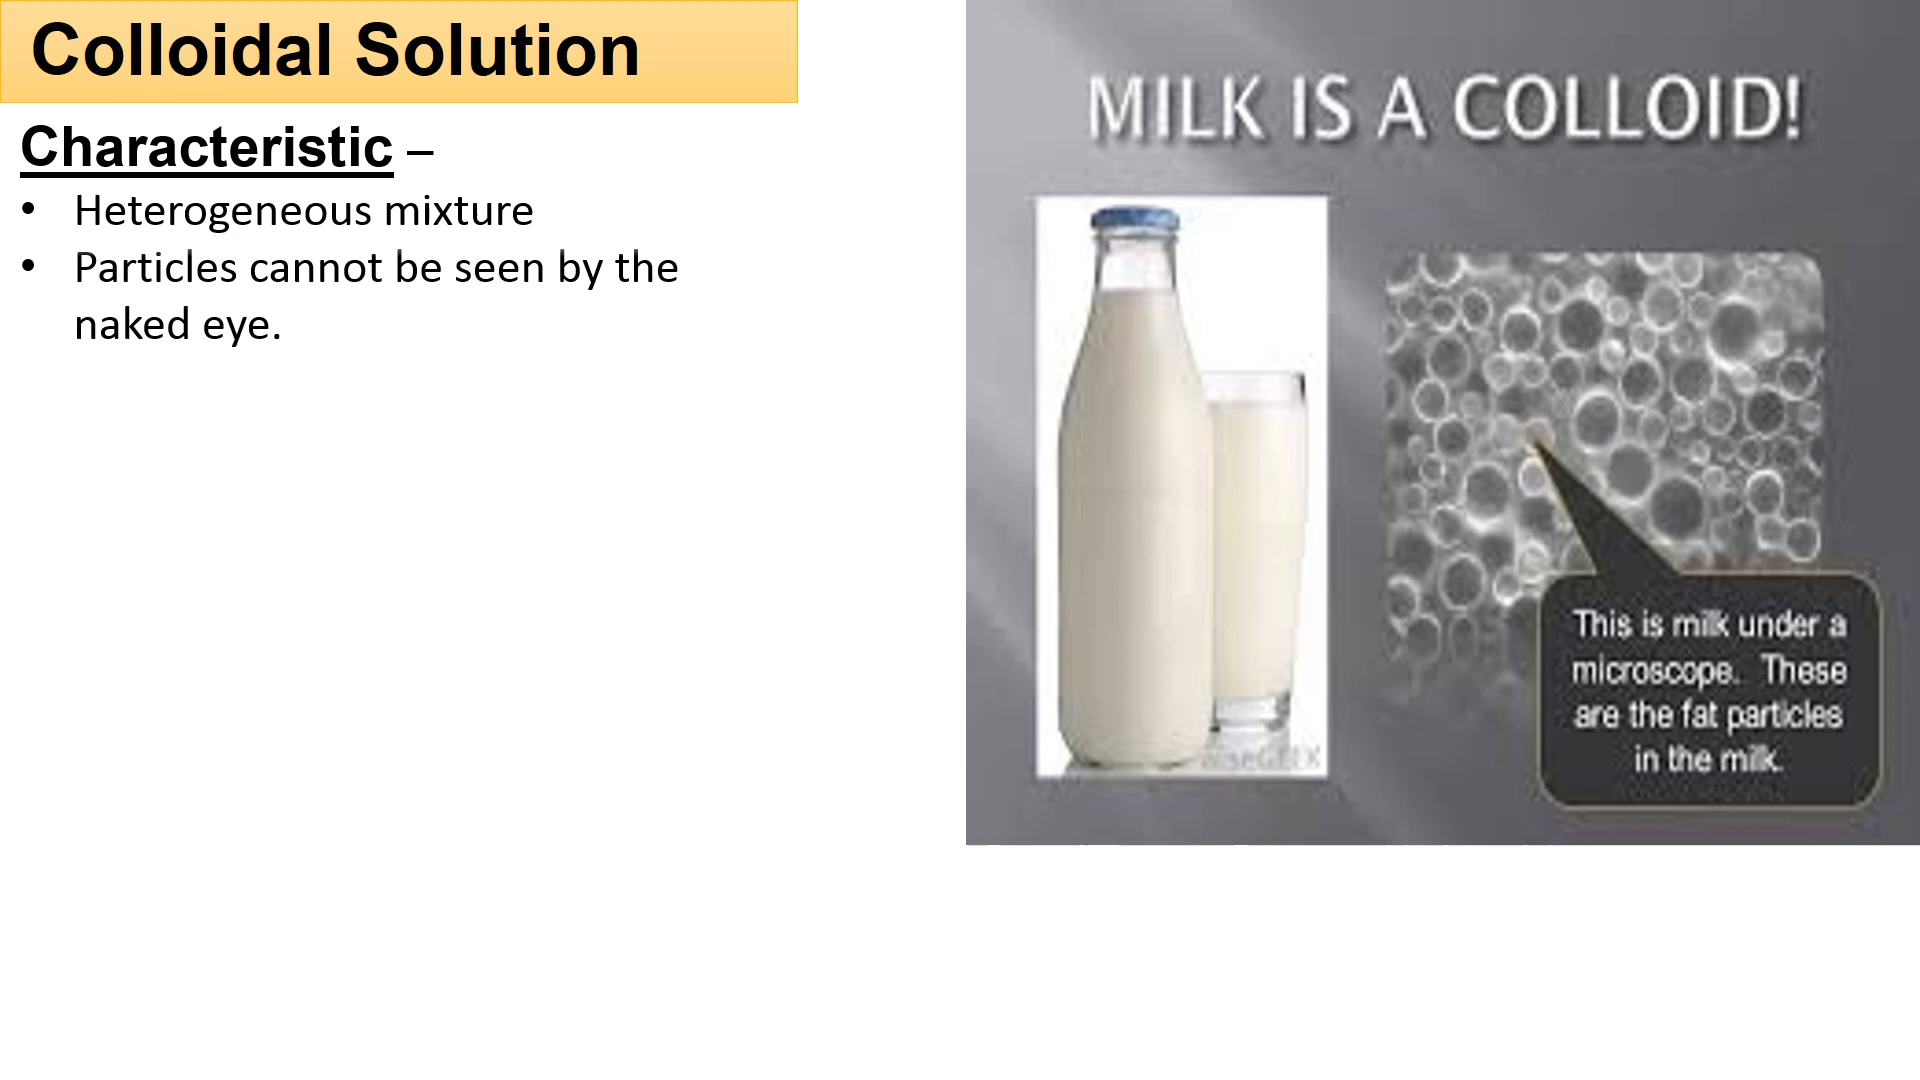 Colloidal Solution
Characteristic –
• Heterogeneous mixture
• Particles cannot be seen by the
naked eye.
MILK IS A COLLOID!
This is milk under a
microscope. These
are the fat particles
in the milk.
wiseGEEK